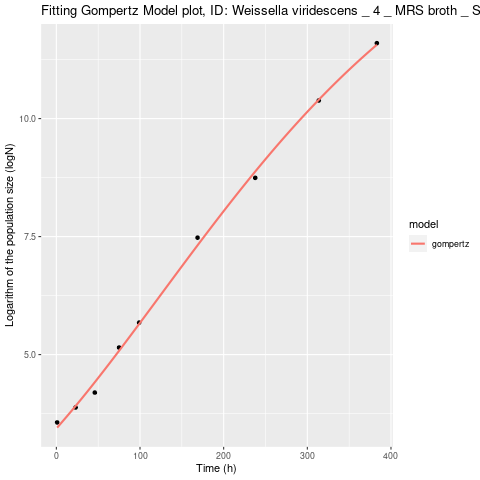 Fitting Gompertz Model plot, ID: Weissella viridescens _ 4 _ MRS broth _ S
10.0
7.5
5.0
0
100
200
300
400
Time (h)
Logarithm of the population size (logN)
model
gompertz